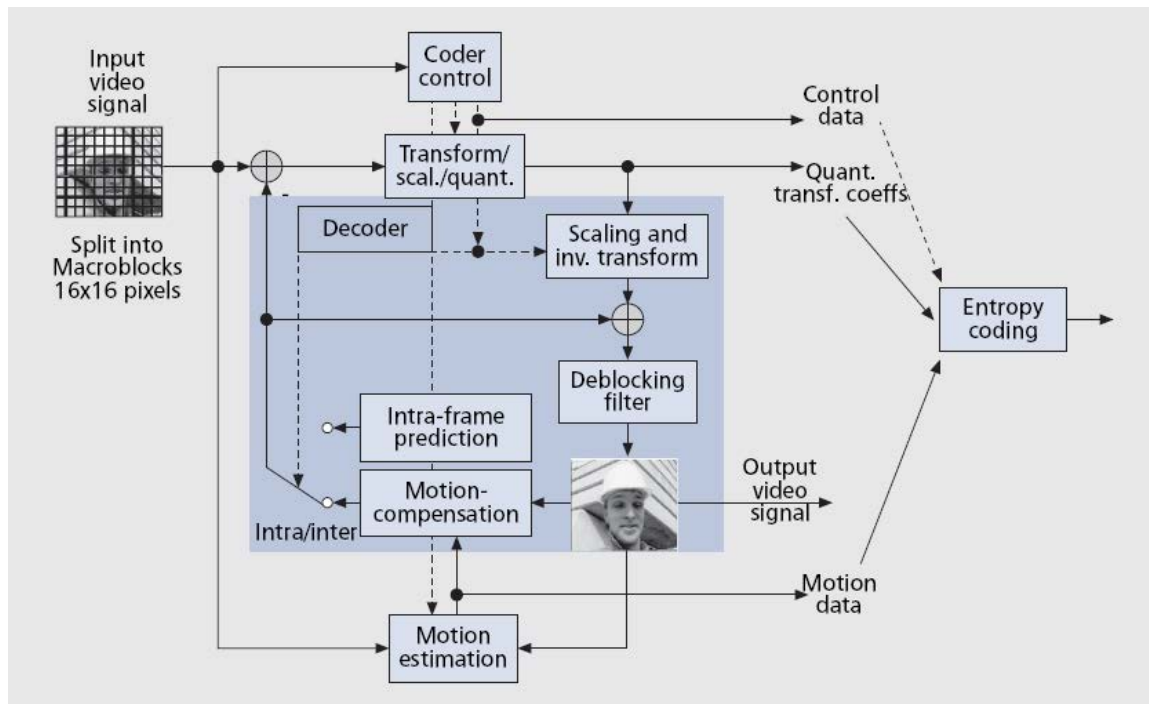 Input
video
signal
Split into
Macroblocks
16x16 pixels
Coder
control
Transform/
scal./quant.
Control
data
Quant.
transf. coeffs
-
Decoder
Scaling and
inv. transform
Entropy
coding
Deblocking
filter
Intra-frame
prediction
Motion-
compensation
Intra/inter
Output
video
signal
Motion
data
Motion
estimation